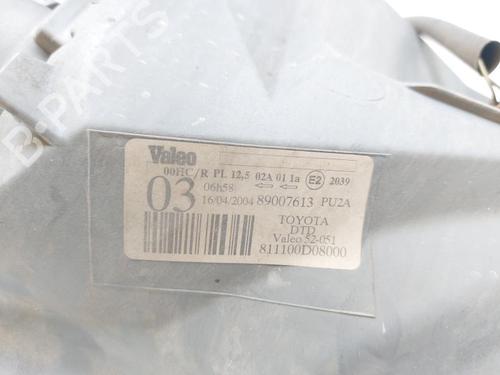 B-PARTS
Valeo
00HC/R PL 12,5 02A 01 1a E2 2039
03 06h58
16/04/2004 89007613 PU2A
TOYOTA
DTD
Valeo 52-051
811100D08000